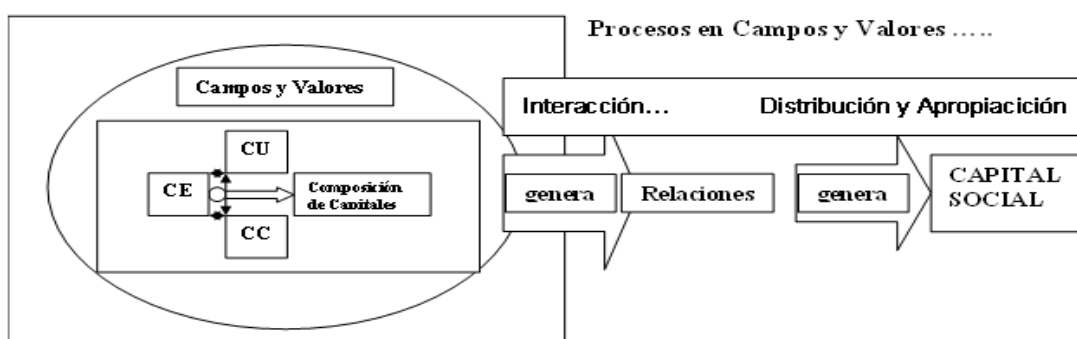 Procesos en Campos y Valores .....
Campos y Valores
Interacción...
Distribución y Apropiacición
CU
CE
Composición
de Capitales
CC
genera
Relaciones
genera
CAPITAL
SOCIAL